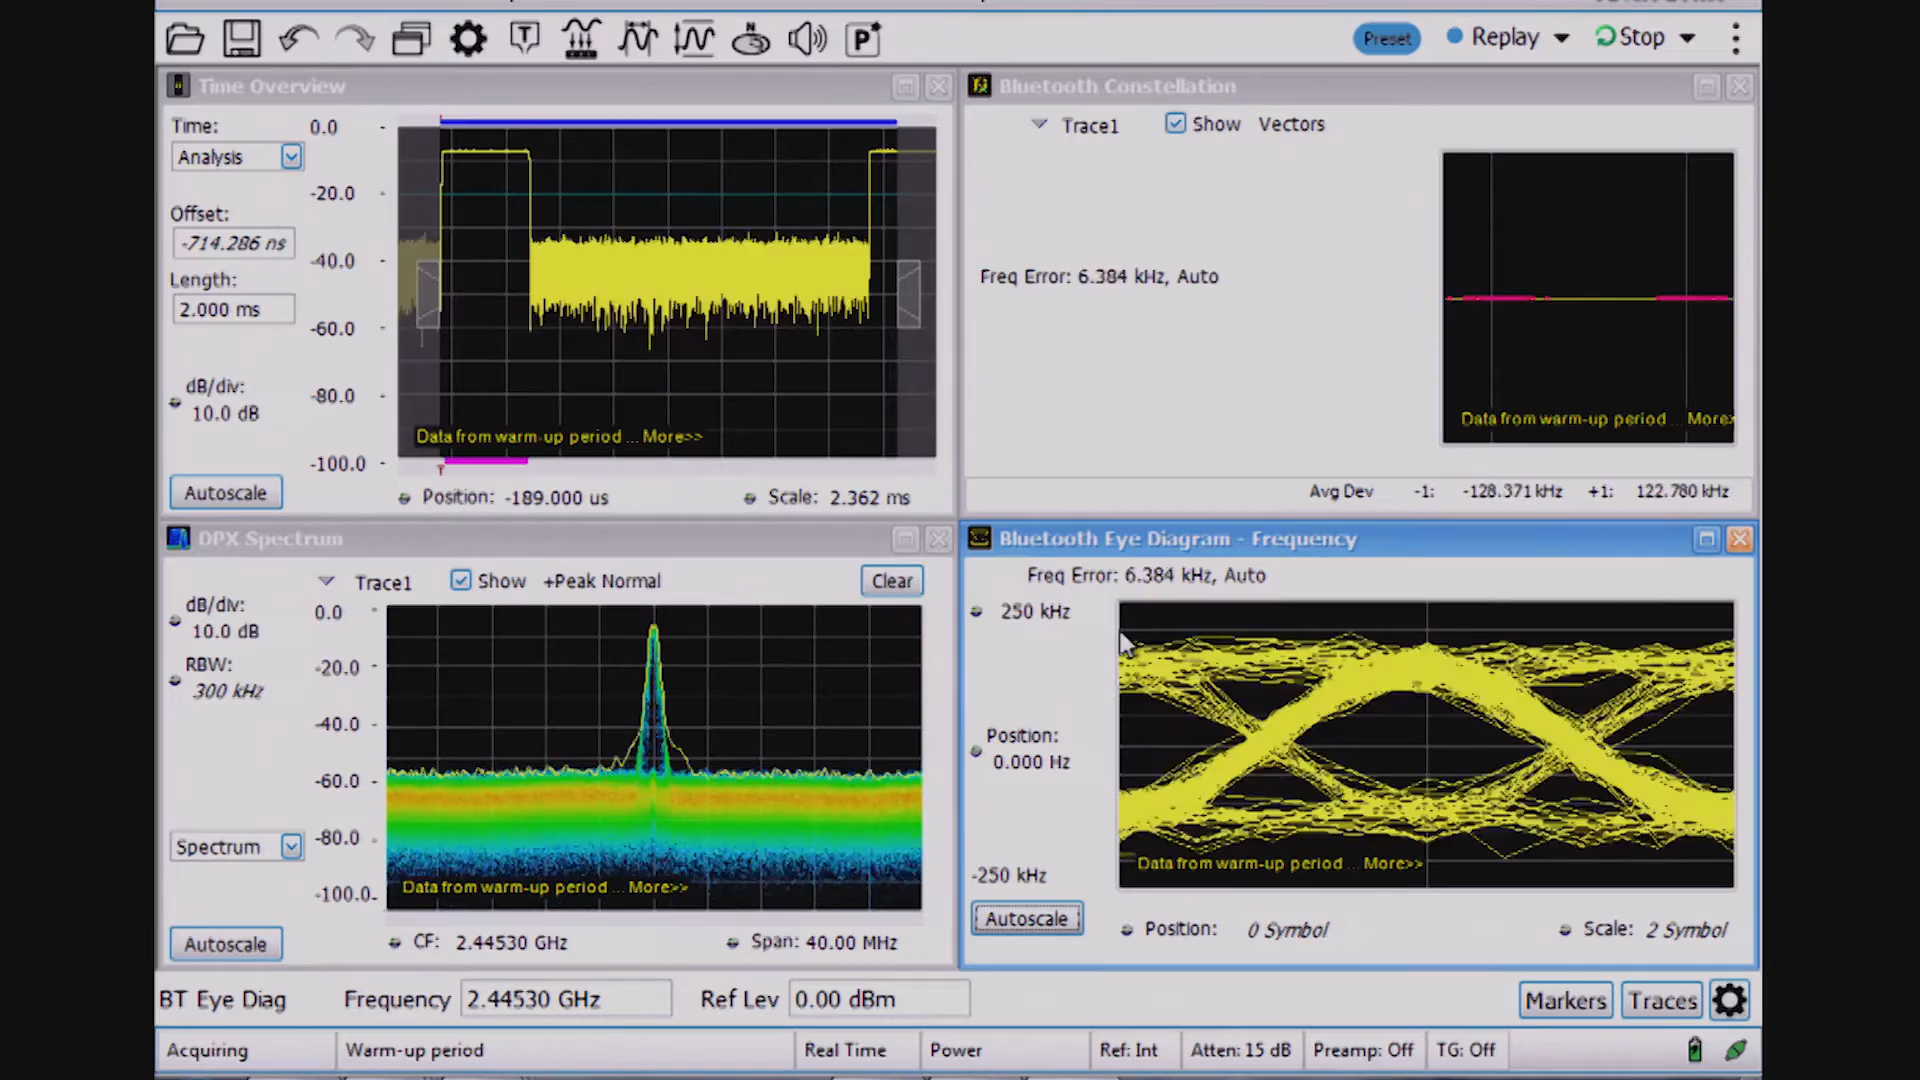 T
N
P*
Preset
Replay
Stop
Time Overview
Time:
Analysis
Offset:
-714.286 ns
Length:
2.000 ms
dB/div:
10.0 dB
Autoscale
0.0
-20.0
-40.0
-60.0
-80.0
-100.0
Data from warm-up period ... More>>
T
Position: -189.000 us
Scale: 2.362 ms
Bluetooth Constellation
Trace1
Show Vectors
Freq Error: 6.384 kHz, Auto
Data from warm-up period ... More>
Avg Dev -1: -128.371 kHz +1: 122.780 kHz
DPX Spectrum
Trace1
Show +Peak Normal
Clear
dB/div:
10.0 dB
RBW:
300 kHz
Spectrum
Autoscale
0.0
-20.0
-40.0
-60.0
-80.0
-100.0
Data from warm-up period ... More>>
CF: 2.44530 GHz
Span: 40.00 MHz
Bluetooth Eye Diagram - Frequency
Freq Error: 6.384 kHz, Auto
250 kHz
Position:
0.000 Hz
-250 kHz
Autoscale
Data from warm-up period ... More>>
Position: 0 Symbol
Scale: 2 Symbol
BT Eye Diag
Frequency 2.44530 GHz
Ref Lev 0.00 dBm
Markers
Traces
Acquiring
Warm-up period
Real Time
Power
Ref: Int
Atten: 15 dB
Preamp: Off
TG: Off